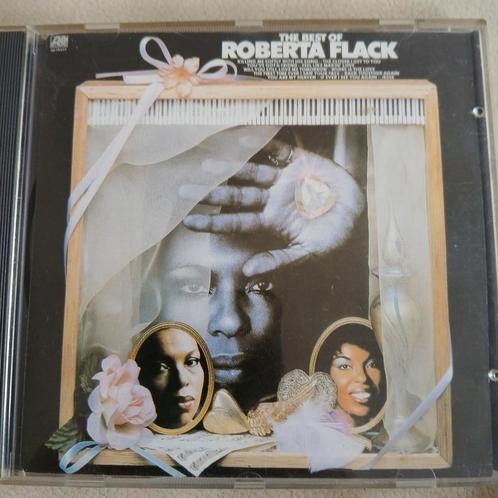 THE BEST OF
ROBERTA FLACK
KILLING ME SOFTLY WITH HIS SONG · THE CLOSER I GET TO YOU
YOU'VE GOT A FRIEND · FEEL LIKE MAKIN' LOVE
WILL YOU STILL LOVE ME TOMORROW · WHERE IS THE LOVE
THE FIRST TIME EVER I SAW YOUR FACE · BACK TOGETHER AGAIN
YOU ARE MY HEAVEN · IF EVER I SEE YOU AGAIN